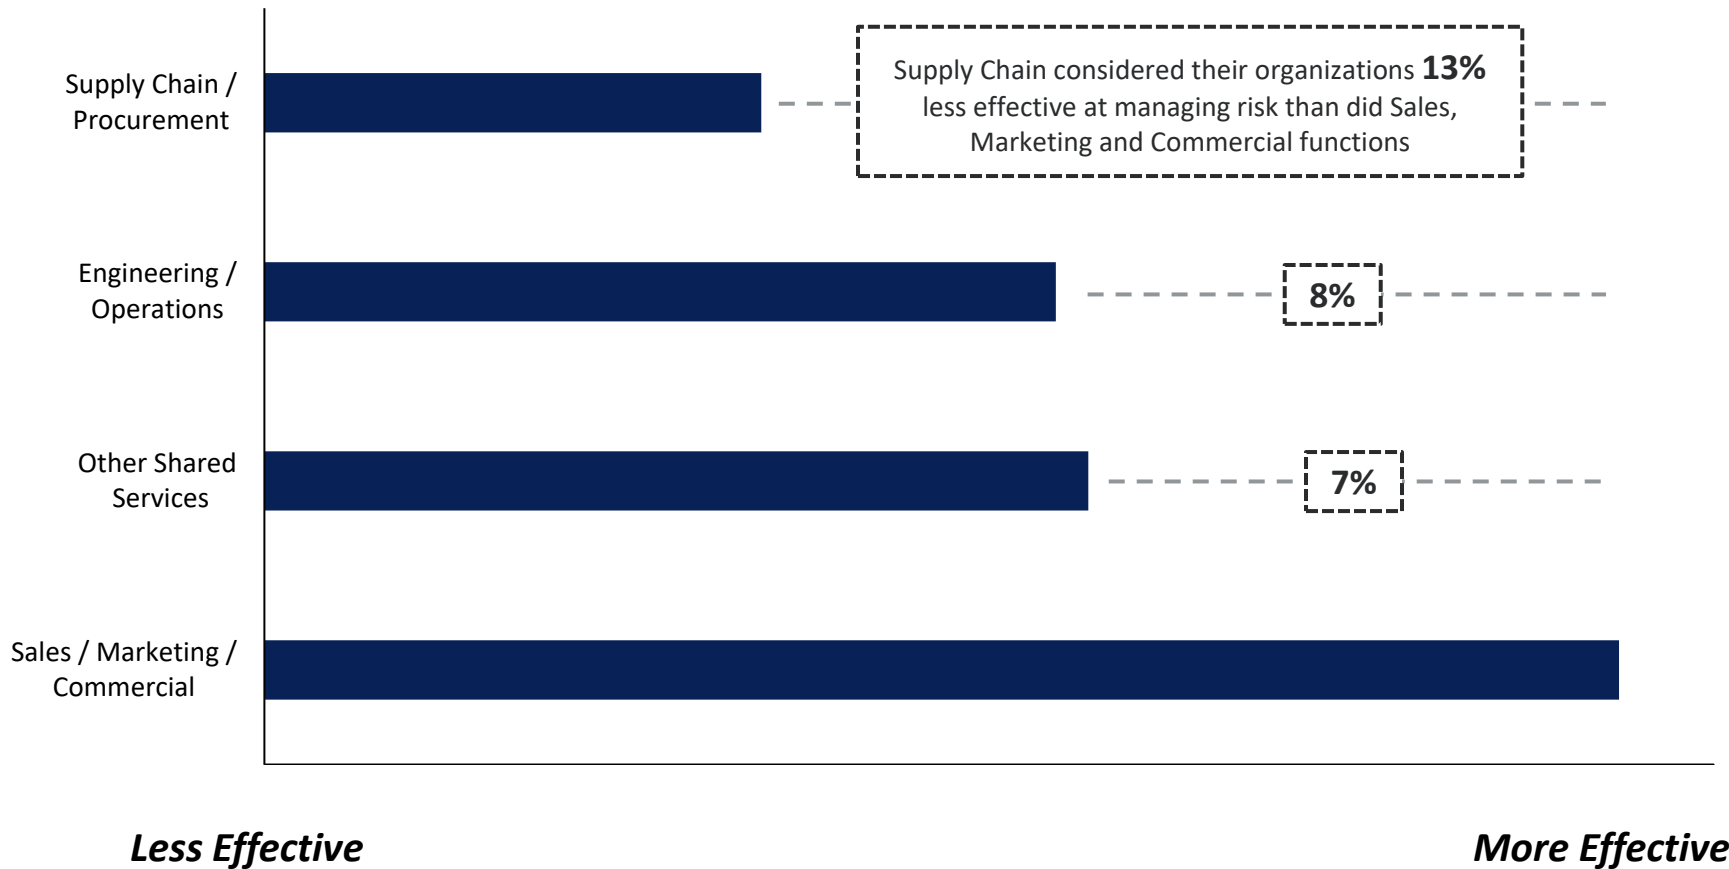 Supply Chain /
Procurement
Supply Chain considered their organizations 13%
less effective at managing risk than did Sales,
Marketing and Commercial functions
Engineering /
Operations
8%
Other Shared
Services
7%
Sales / Marketing /
Commercial
Less Effective
More Effective